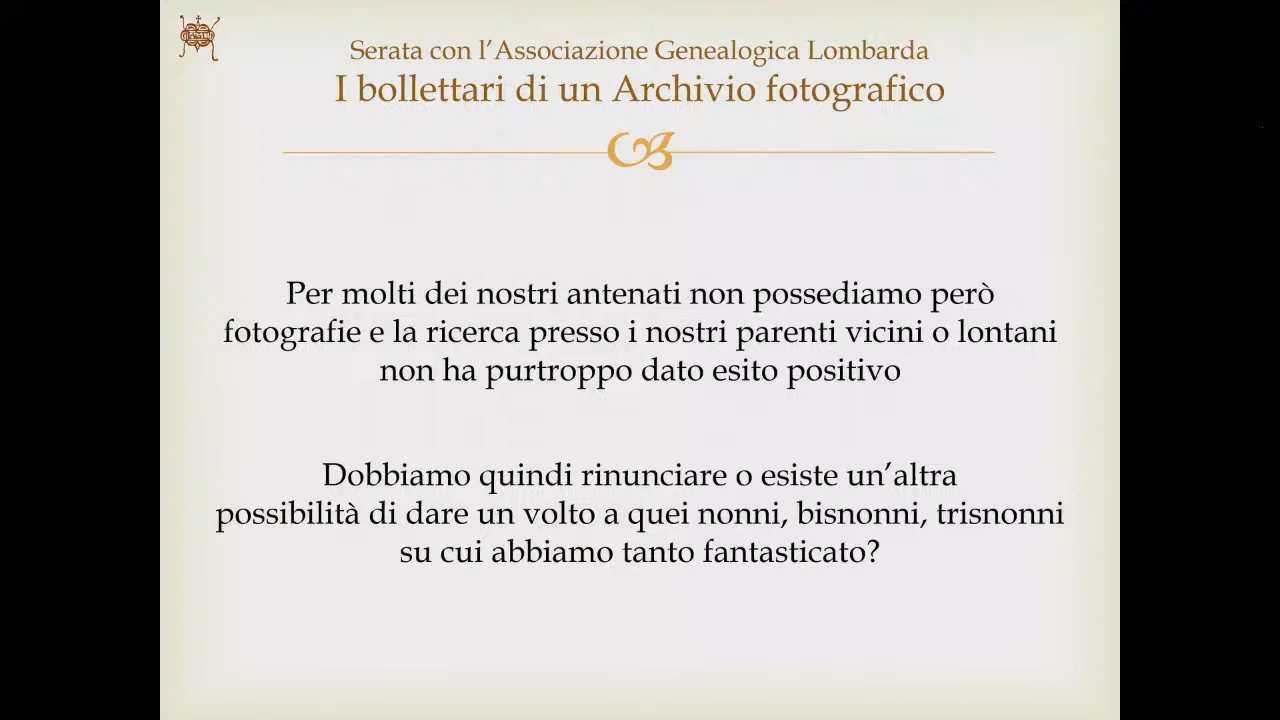 Serata con l’Associazione Genealogica Lombarda
I bollettari di un Archivio fotografico
Per molti dei nostri antenati non possediamo però
fotografie e la ricerca presso i nostri parenti vicini o lontani
non ha purtroppo dato esito positivo
Dobbiamo quindi rinunciare o esiste un’altra
possibilità di dare un volto a quei nonni, bisnonni, trisnonni
su cui abbiamo tanto fantasticato?